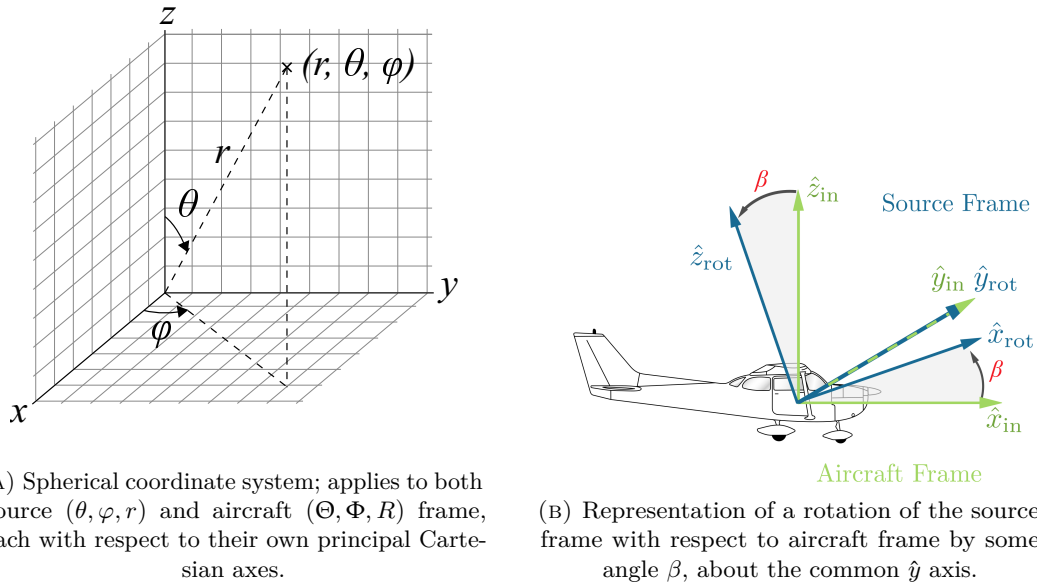 z
(r, θ, φ)
r
θ
y
φ
x
A) Spherical coordinate system; applies to both
ource (θ, φ, r) and aircraft (Θ, Φ, R) frame,
ach with respect to their own principal Carte-
sian axes.
β
ẑin
Source Frame
ẑrot
ŷin ŷrot
x̂rot
β
x̂in
Aircraft Frame
(B) Representation of a rotation of the source
frame with respect to aircraft frame by some
angle β, about the common ŷ axis.